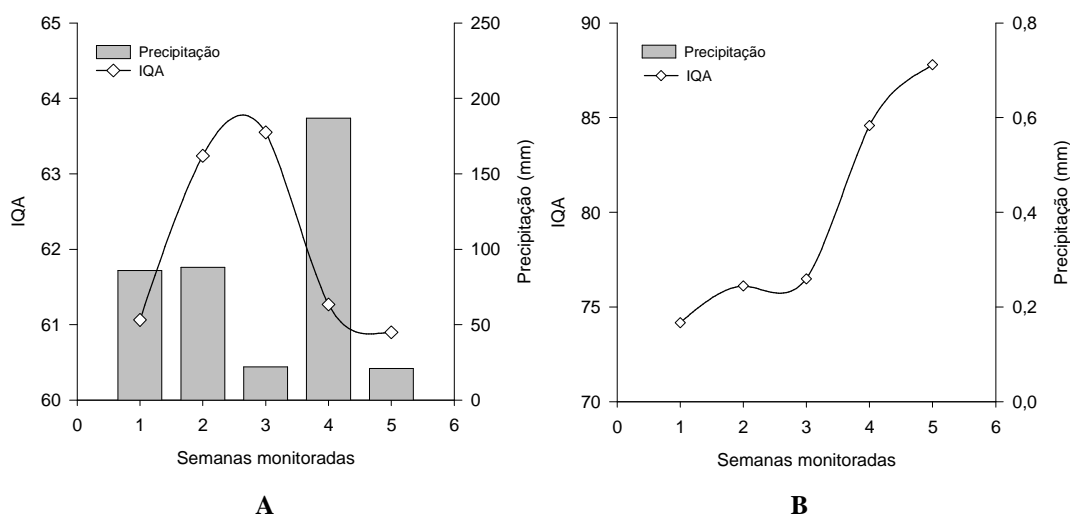 65
64
63
62
61
60
IQA
250
200
150
100
50
0
Precipitação (mm)
Precipitação
IQA
0 1 2 3 4 5 6
Semanas monitoradas
A
90
85
80
75
70
IQA
0,8
0,6
0,4
0,2
0,0
Precipitação (mm)
Precipitação
IQA
0 1 2 3 4 5 6
Semanas monitoradas
B